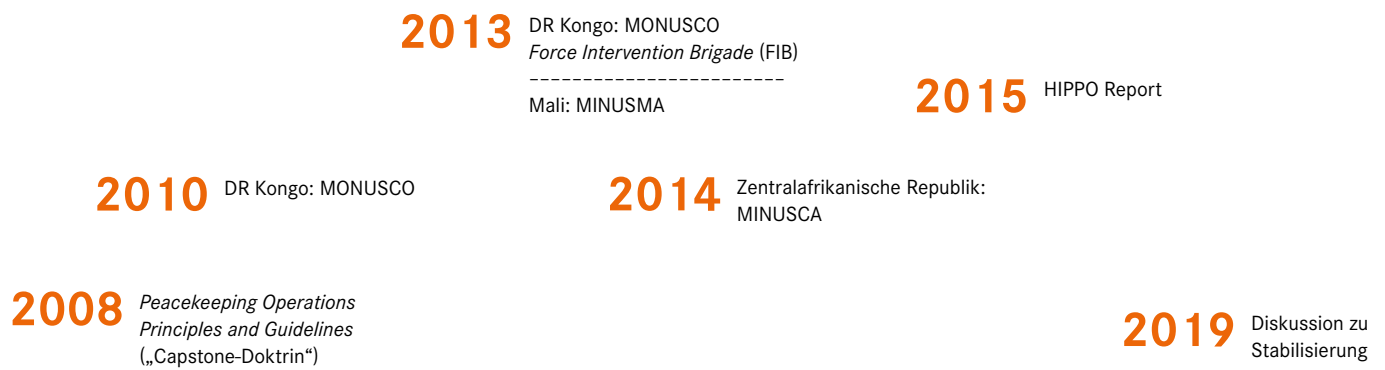 2013 DR Kongo: MONUSCO
Force Intervention Brigade (FIB)
------------------------
Mali: MINUSMA
2015 HIPPO Report
2010 DR Kongo: MONUSCO
2014 Zentralafrikanische Republik:
MINUSCA
2008 Peacekeeping Operations
Principles and Guidelines
(„Capstone-Doktrin“)
2019 Diskussion zu
Stabilisierung